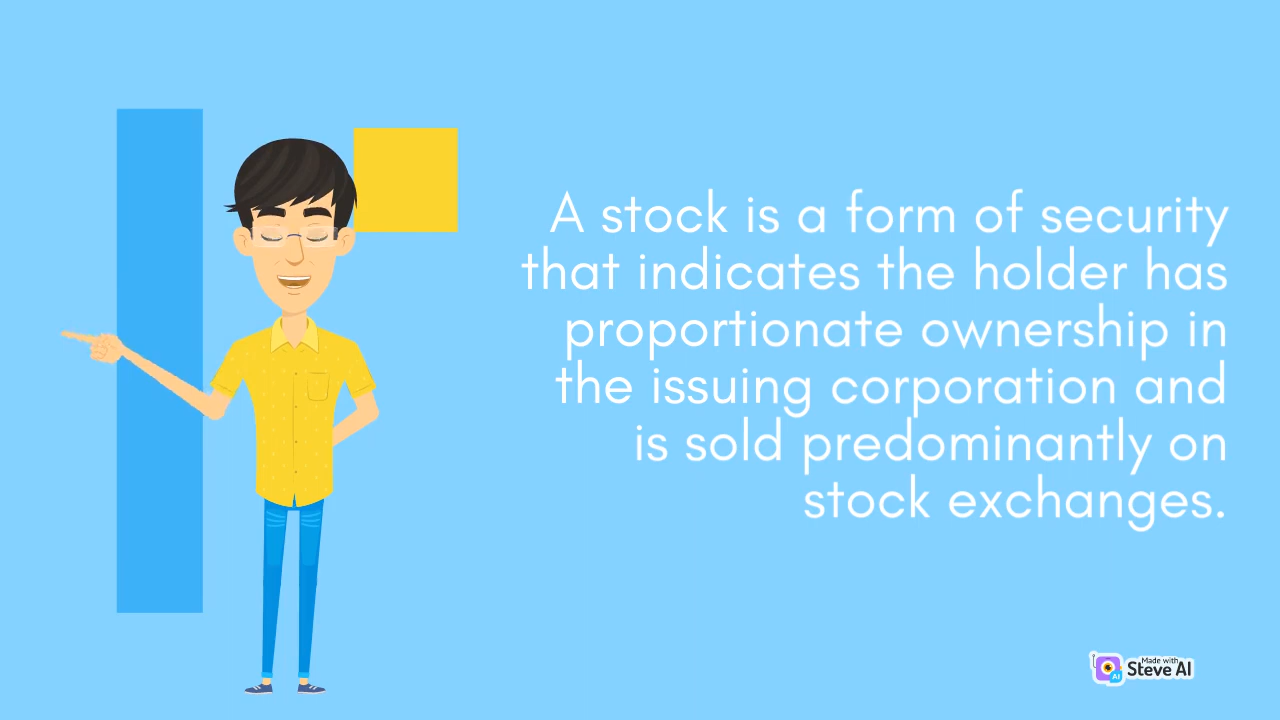 A stock is a form of security
that indicates the holder has
proportionate ownership in
the issuing corporation and
is sold predominantly on
stock exchanges.
Made with
Steve AI
AI